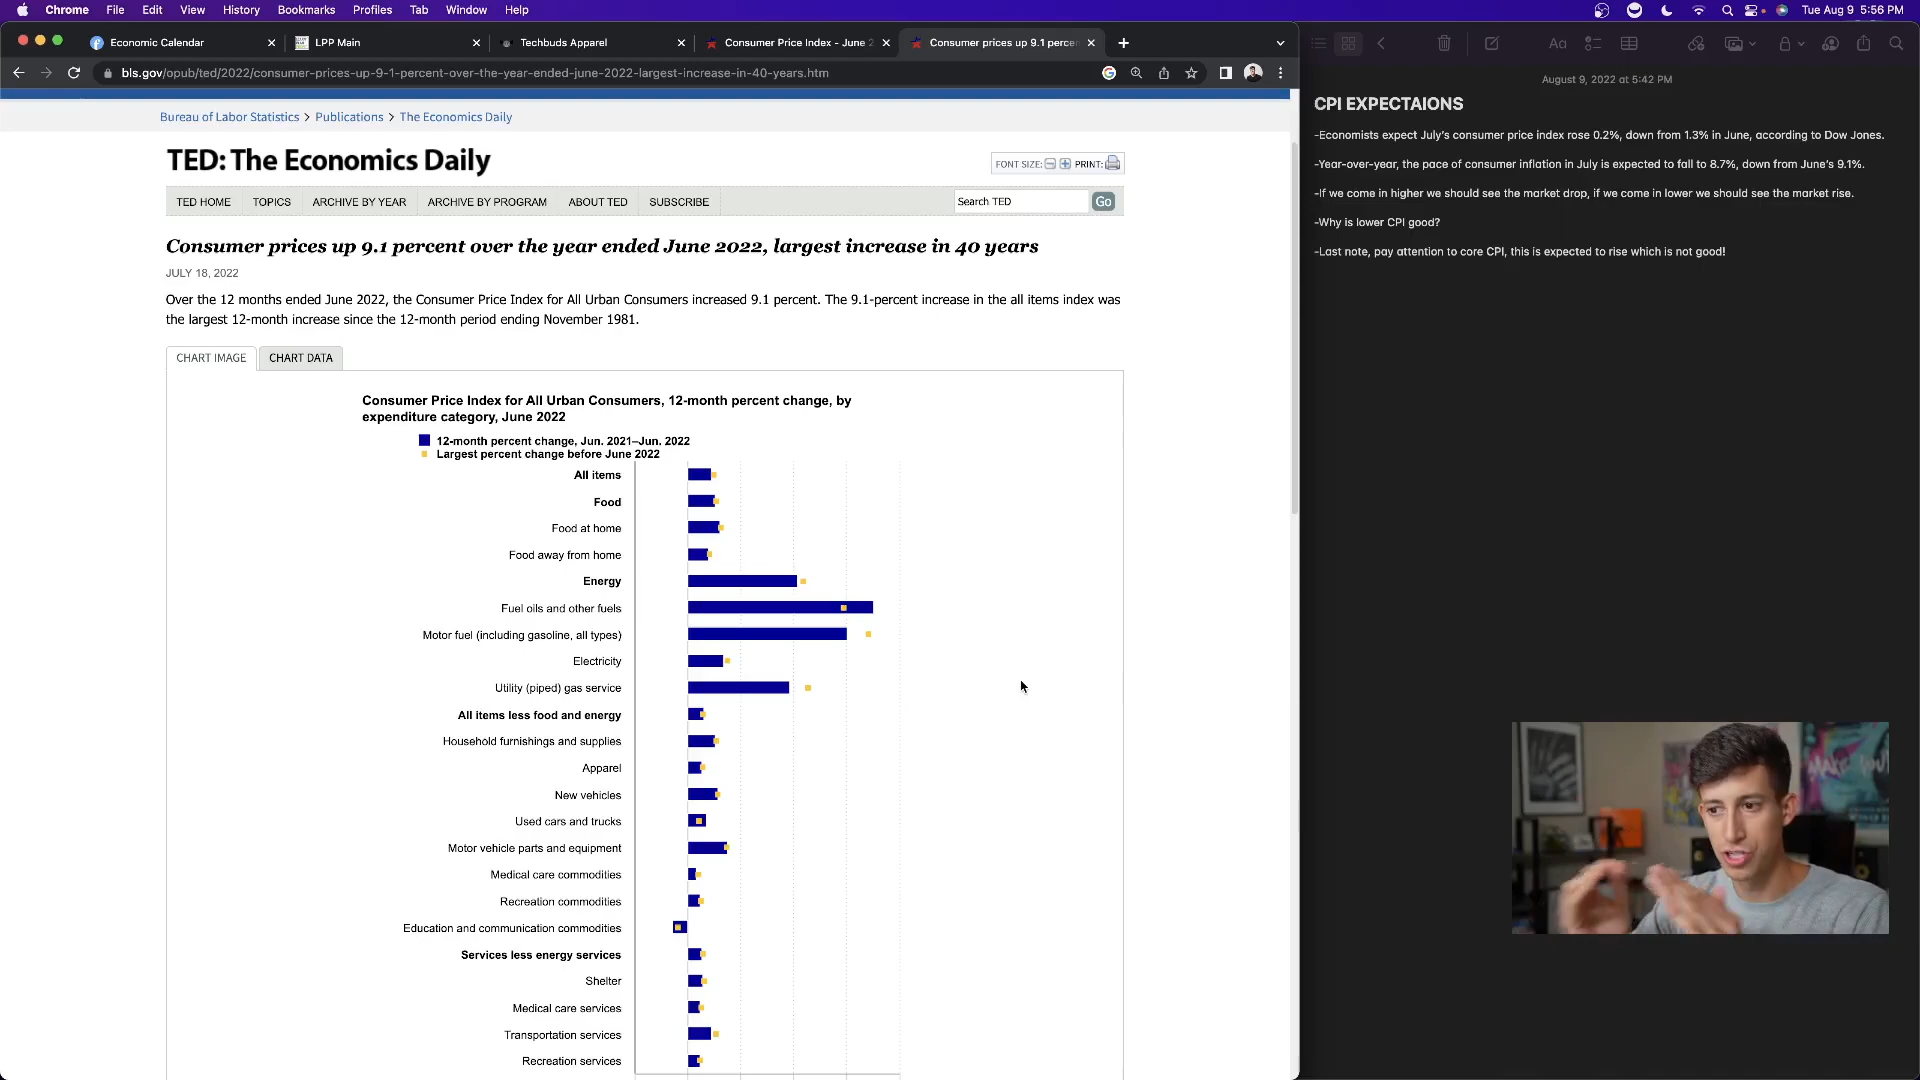 Chrome File Edit View History Bookmarks Profiles Tab Window Help
Tue Aug 9 5:56 PM
Economic Calendar
LPP Main
Techbuds Apparel
Consumer Price Index - June 2
Consumer prices up 9.1 percen
bls.gov/opub/ted/2022/consumer-prices-up-9-1-percent-over-the-year-ended-june-2022-largest-increase-in-40-years.htm
Bureau of Labor Statistics > Publications > The Economics Daily
TED: The Economics Daily
FONT SIZE: PRINT:
TED HOME TOPICS ARCHIVE BY YEAR ARCHIVE BY PROGRAM ABOUT TED SUBSCRIBE
Search TED Go
Consumer prices up 9.1 percent over the year ended June 2022, largest increase in 40 years
JULY 18, 2022
Over the 12 months ended June 2022, the Consumer Price Index for All Urban Consumers increased 9.1 percent. The 9.1-percent increase in the all items index was
the largest 12-month increase since the 12-month period ending November 1981.
CHART IMAGE CHART DATA
Consumer Price Index for All Urban Consumers, 12-month percent change, by
expenditure category, June 2022
12-month percent change, Jun. 2021–Jun. 2022
Largest percent change before June 2022
All items
Food
Food at home
Food away from home
Energy
Fuel oils and other fuels
Motor fuel (including gasoline, all types)
Electricity
Utility (piped) gas service
All items less food and energy
Household furnishings and supplies
Apparel
New vehicles
Used cars and trucks
Motor vehicle parts and equipment
Medical care commodities
Recreation commodities
Education and communication commodities
Services less energy services
Shelter
Medical care services
Transportation services
Recreation services
Aa
August 9, 2022 at 5:42 PM
CPI EXPECTAIONS
-Economists expect July's consumer price index rose 0.2%, down from 1.3% in June, according to Dow Jones.
-Year-over-year, the pace of consumer inflation in July is expected to fall to 8.7%, down from June's 9.1%.
-If we come in higher we should see the market drop, if we come in lower we should see the market rise.
-Why is lower CPI good?
-Last note, pay attention to core CPI, this is expected to rise which is not good!